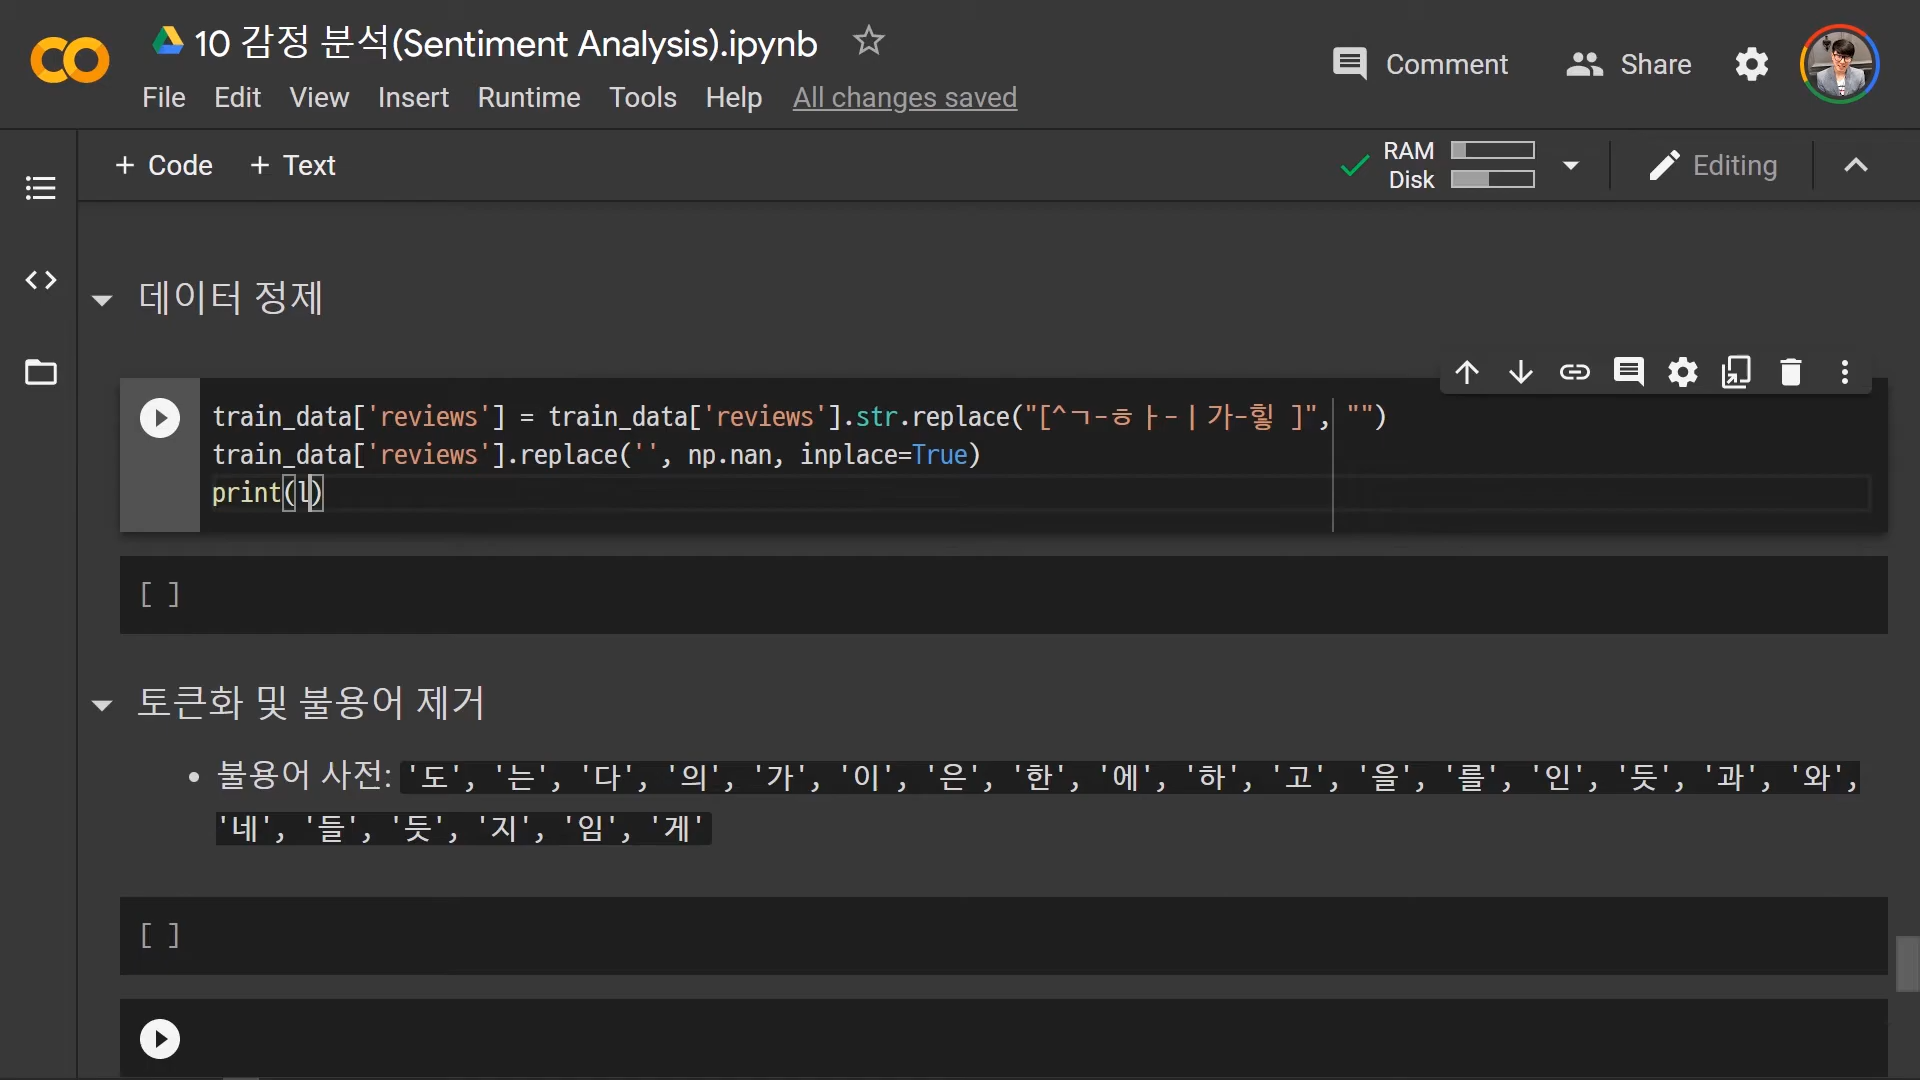 10 감정 분석(Sentiment Analysis).ipynb
Comment
Share
File Edit View Insert Runtime Tools Help All changes saved
+ Code + Text
RAM
Disk
Editing
데이터 정제
train_data['reviews'] = train_data['reviews'].str.replace("[^ㄱ-ㅎㅏ-ㅣ가-힣 ]", "")
train_data['reviews'].replace('', np.nan, inplace=True)
print(l)
[ ]
토큰화 및 불용어 제거
• 불용어 사전: '도', '는', '다', '의', '가', '이', '은', '한', '에', '하', '고', '을', '를', '인', '듯', '과', '와',
'네', '들', '듯', '지', '임', '게'
[ ]